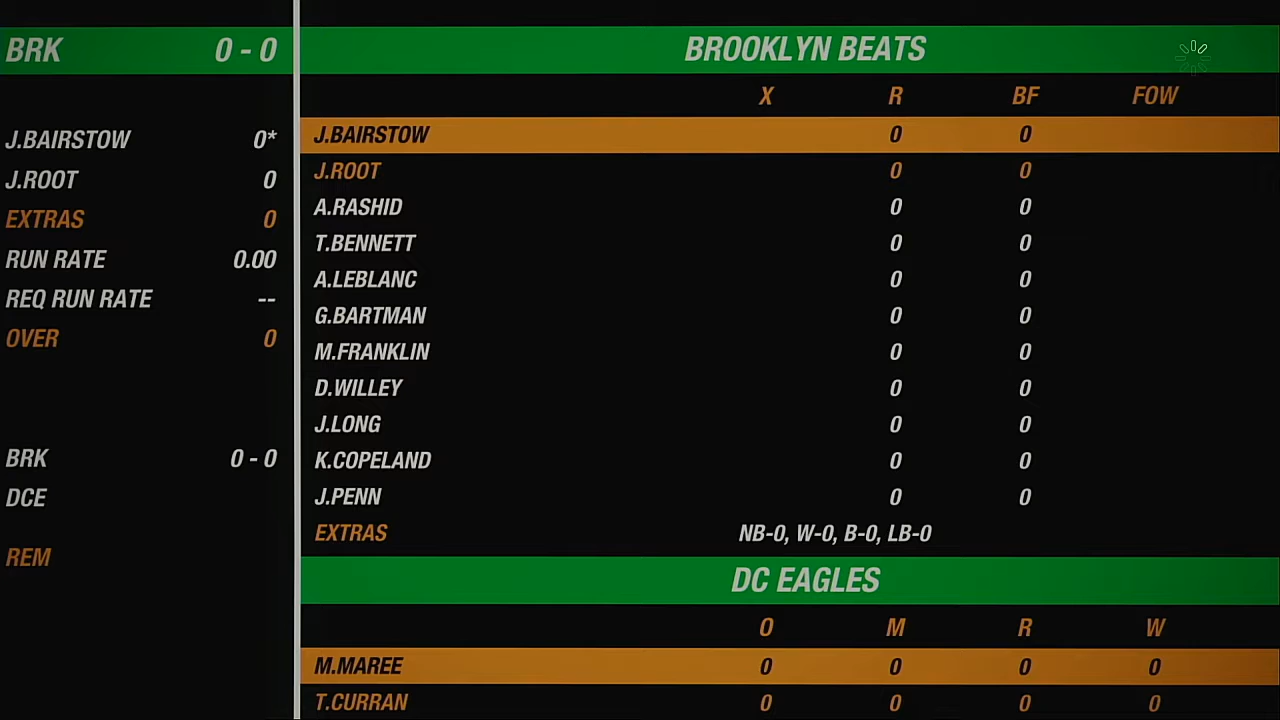 BRK 0 - 0
J.BAIRSTOW 0*
J.ROOT 0
EXTRAS 0
RUN RATE 0.00
REQ RUN RATE --
OVER 0
BRK 0 - 0
DCE
REM
BROOKLYN BEATS
X R BF FOW
J.BAIRSTOW 0 0
J.ROOT 0 0
A.RASHID 0 0
T.BENNETT 0 0
A.LEBLANC 0 0
G.BARTMAN 0 0
M.FRANKLIN 0 0
D.WILLEY 0 0
J.LONG 0 0
K.COPELAND 0 0
J.PENN 0 0
EXTRAS NB-0, W-0, B-0, LB-0
DC EAGLES
O M R W
M.MAREE 0 0 0 0
T.CURRAN 0 0 0 0